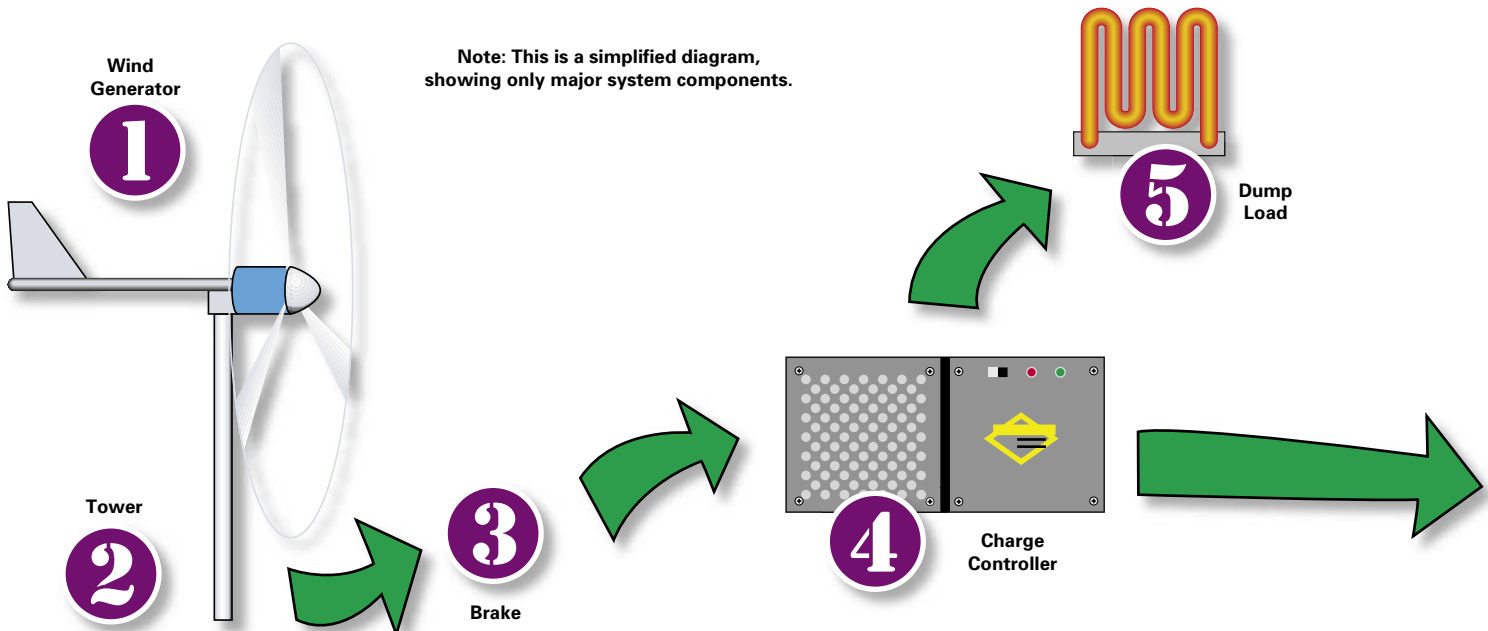 Note: This is a simplified diagram,
showing only major system components.
Wind
Generator
1
Tower
2
3
Brake
4
Charge
Controller
5
Dump
Load